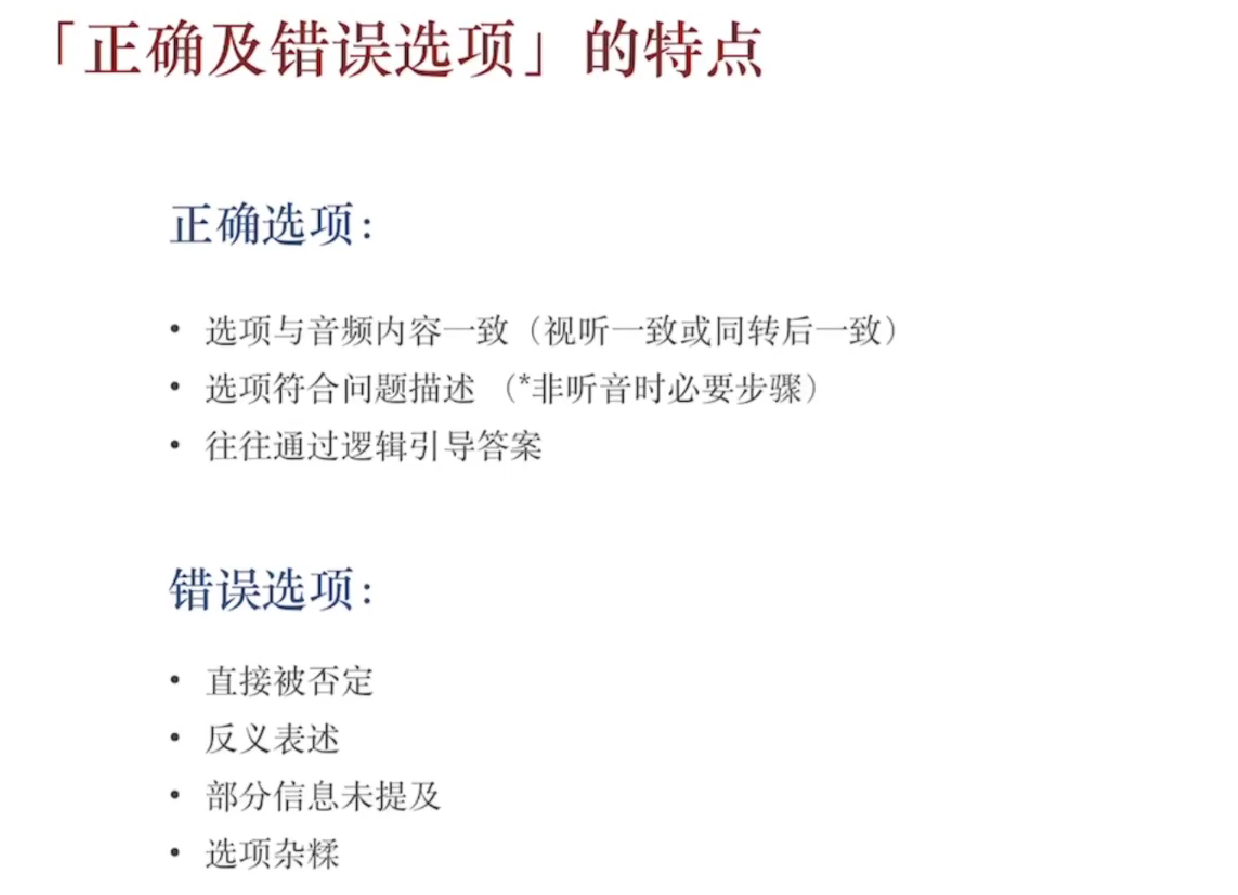 「正确及错误选项」的特点
正确选项：
• 选项与音频内容一致（视听一致或同转后一致）
• 选项符合问题描述 （*非听音时必要步骤）
• 往往通过逻辑引导答案
错误选项：
• 直接被否定
• 反义表述
• 部分信息未提及
• 选项杂糅